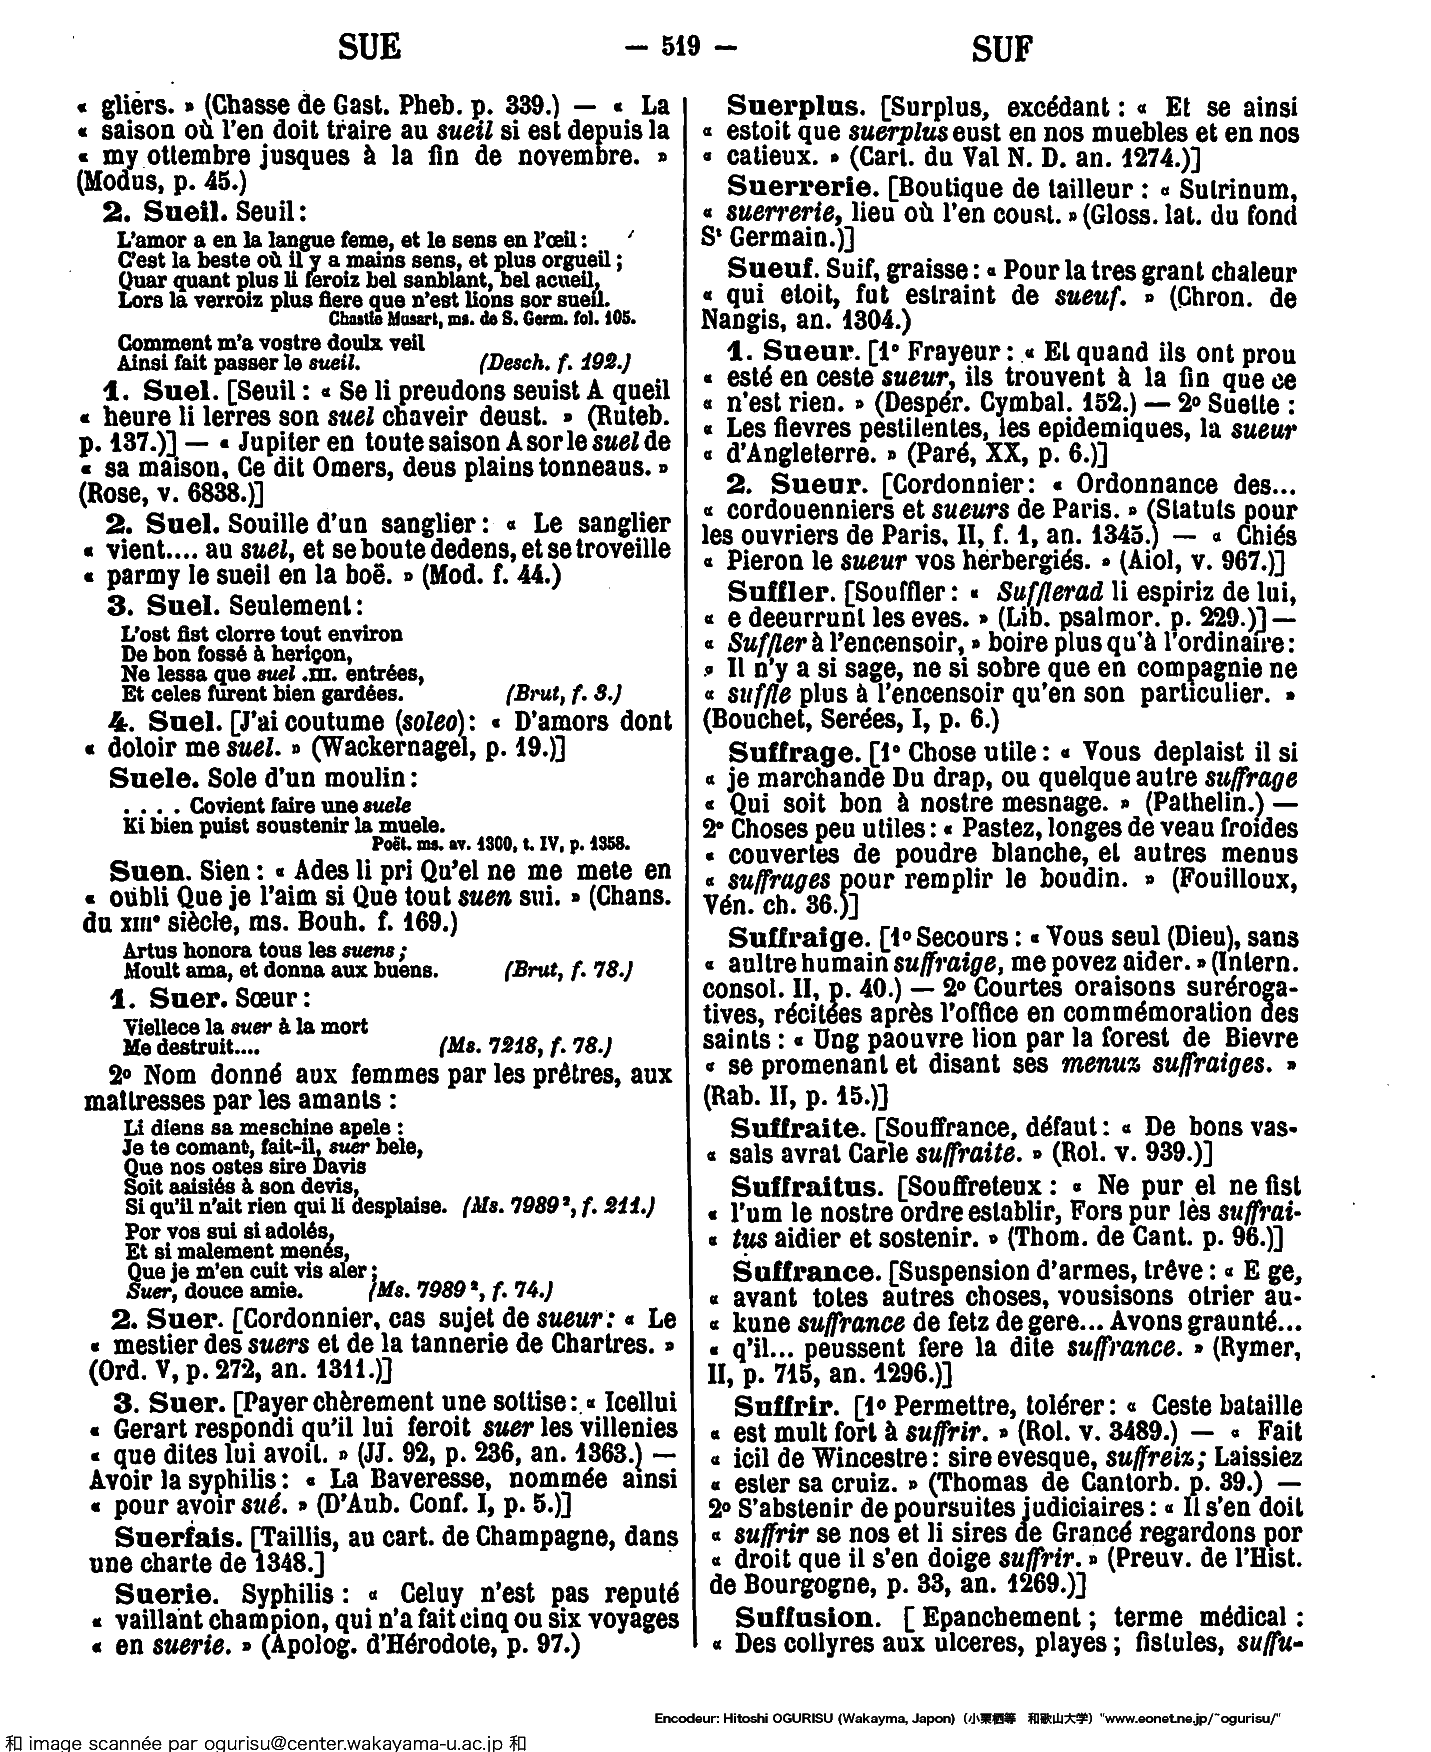 SUE — 519 — SUF
« gliers. » (Chasse de Gast. Pheb. p. 339.) — « La
« saison où l'en doit traire au sueil si est depuis la
« my ottembre jusques à la fin de novembre. »
(Modus, p. 45.)
2. Sueil. Seuil :
L'amor a en la langue feme, et le sens en l'œil :
C'est la beste où il y a mains sens, et plus orgueil ;
Quar quant plus li feroiz bel sanblant, bel acueil,
Lors la verroiz plus fiere que n'est lions sor sueil.
Chastie Musart, ms. de S. Germ. fol. 105.
Comment m'a vostre doulx veil
Ainsi fait passer le sueil. (Desch. f. 192.)
1. Suel. [Seuil : « Se li preudons seuist A queil
« heure li lerres son suel chaveir deust. » (Ruteb.
p. 137.)] — « Jupiter en toute saison A sor le suel de
« sa maison, Ce dit Omers, deus plains tonneaus. »
(Rose, v. 6838.)]
2. Suel. Souille d'un sanglier : « Le sanglier
« vient.... au suel, et se boute dedens, et se troveille
« parmy le sueil en la boë. » (Mod. f. 44.)
3. Suel. Seulement :
L'ost fist clorre tout environ
De bon fossé à heriçon,
Ne lessa que suel .III. entrées,
Et celes furent bien gardées. (Brut, f. 3.)
4. Suel. [J'ai coutume (soleo) : « D'amors dont
« doloir me suel. » (Wackernagel, p. 19.)]
Suele. Sole d'un moulin :
. . . . Covient faire une suele
Ki bien puist soustenir la muele.
Poët. ms. av. 1300, t. IV, p. 1358.
Suen. Sien : « Ades li pri Qu'el ne me mete en
« oubli Que je l'aim si Que tout suen sui. » (Chans.
du XIIIe siècle, ms. Bouh. f. 169.)
Artus honora tous les suens ;
Moult ama, et donna aux buens. (Brut, f. 78.)
1. Suer. Sœur :
Viellece la suer à la mort
Me destruit.... (Ms. 7218, f. 78.)
2o Nom donné aux femmes par les prêtres, aux
maîtresses par les amants :
Li diens sa meschine apele :
Je te comant, fait-il, suer bele,
Que nos ostes sire Davis
Soit aaisiés à son devis,
Si qu'il n'ait rien qui li desplaise. (Ms. 7989 2, f. 211.)
Por vos sui si adolés,
Et si malement menés,
Que je m'en cuit vis aler ;
Suer, douce amie. (Ms. 7989 2, f. 74.)
2. Suer. [Cordonnier, cas sujet de sueur : « Le
« mestier des suers et de la tannerie de Chartres. »
(Ord. V, p. 272, an. 1311.)]
3. Suer. [Payer chèrement une sottise : « Icellui
« Gerart respondi qu'il lui feroit suer les villenies
« que dites lui avoit. » (JJ. 92, p. 236, an. 1363.) —
Avoir la syphilis : « La Baveresse, nommée ainsi
« pour avoir sué. » (D'Aub. Conf. I, p. 5.)]
Suerfais. [Taillis, au cart. de Champagne, dans
une charte de 1348.]
Suerie. Syphilis : « Celuy n'est pas reputé
« vaillant champion, qui n'a fait cinq ou six voyages
« en suerie. » (Apolog. d'Hérodote, p. 97.)
Suerplus. [Surplus, excédant : « Et se ainsi
« estoit que suerplus eust en nos muebles et en nos
« catieux. » (Cart. du Val N. D. an. 1274.)]
Suerrerie. [Boutique de tailleur : « Sutrinum,
« suerrerie, lieu où l'en coust. » (Gloss. lat. du fond
St Germain.)]
Sueuf. Suif, graisse : « Pour la tres grant chaleur
« qui etoit, fut estraint de sueuf. » (Chron. de
Nangis, an. 1304.)
1. Sueur. [1o Frayeur : « Et quand ils ont prou
« esté en ceste sueur, ils trouvent à la fin que ce
« n'est rien. » (Despér. Cymbal. 152.) — 2o Suette :
« Les fievres pestilentes, les epidemiques, la sueur
« d'Angleterre. » (Paré, XX, p. 6.)]
2. Sueur. [Cordonnier : « Ordonnance des...
« cordouenniers et sueurs de Paris. » (Statuts pour
les ouvriers de Paris, II, f. 1, an. 1345.) — « Chiés
« Pieron le sueur vos herbergiés. » (Aiol, v. 967.)]
Suffler. [Souffler : « Sufflerad li espiriz de lui,
« e deeurrunt les eves. » (Lib. psalmor. p. 229.)] —
« Suffler à l'encensoir, » boire plus qu'à l'ordinaire :
» Il n'y a si sage, ne si sobre que en compagnie ne
« suffle plus à l'encensoir qu'en son particulier. »
(Bouchet, Serées, I, p. 6.)
Suffrage. [1o Chose utile : « Vous deplaist il si
« je marchande Du drap, ou quelque autre suffrage
« Qui soit bon à nostre mesnage. » (Pathelin.) —
2o Choses peu utiles : « Pastez, longes de veau froides
« couvertes de poudre blanche, et autres menus
« suffrages pour remplir le boudin. » (Fouilloux,
Vén. ch. 36.)]
Suffraige. [1o Secours : « Vous seul (Dieu), sans
« aultre humain suffraige, me povez aider. » (Intern.
consol. II, p. 40.) — 2o Courtes oraisons suréroga-
tives, récitées après l'office en commémoration des
saints : « Ung paouvre lion par la forest de Bievre
« se promenant et disant ses menuz suffraiges. »
(Rab. II, p. 15.)]
Suffraite. [Souffrance, défaut : « De bons vas-
« sals avrat Carle suffraite. » (Rol. v. 939.)]
Suffraitus. [Souffreteux : « Ne pur el ne fist
« l'um le nostre ordre establir, Fors pur les suffrai-
« tus aidier et sostenir. » (Thom. de Cant. p. 96.)]
Suffrance. [Suspension d'armes, trêve : « E ge,
« avant totes autres choses, vousisons otrier au-
« kune suffrance de fetz de gere... Avons graunté...
« q'il... peussent fere la dite suffrance. » (Rymer,
II, p. 715, an. 1296.)]
Suffrir. [1o Permettre, tolérer : « Ceste bataille
« est mult fort à suffrir. » (Rol. v. 3489.) — « Fait
« icil de Wincestre : sire evesque, suffreiz ; Laissiez
« ester sa cruiz. » (Thomas de Cantorb. p. 39.) —
2o S'abstenir de poursuites judiciaires : « Il s'en doit
« suffrir se nos et li sires de Grancé regardons por
« droit que il s'en doige suffrir. » (Preuv. de l'Hist.
de Bourgogne, p. 33, an. 1269.)]
Suffusion. [Epanchement ; terme médical :
« Des collyres aux ulceres, playes ; fistules, suffu-
Encodeur: Hitoshi OGURISU (Wakayma, Japon) (小栗栖等 和歌山大学) "www.eonet.ne.jp/~ogurisu/"
和 image scannée par ogurisu@center.wakayama-u.ac.jp 和